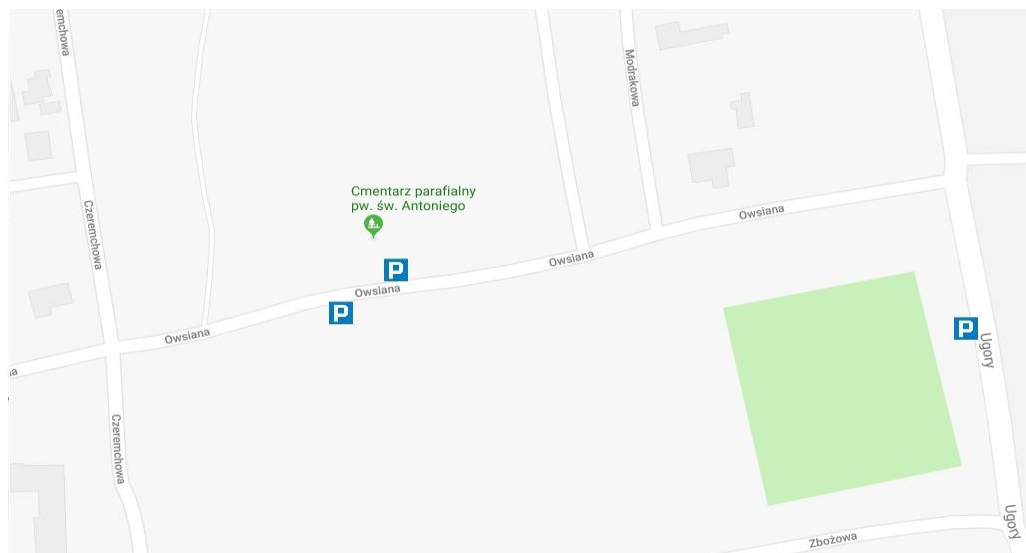 emchowa
Modrakowa
Cmentarz parafialny
pw. św. Antoniego
Czeremchowa
Owsiana
Owsiana
P
Owsiana
P
Owsiana
P
Ugory
Czeremchowa
Ugory
Zbożowa